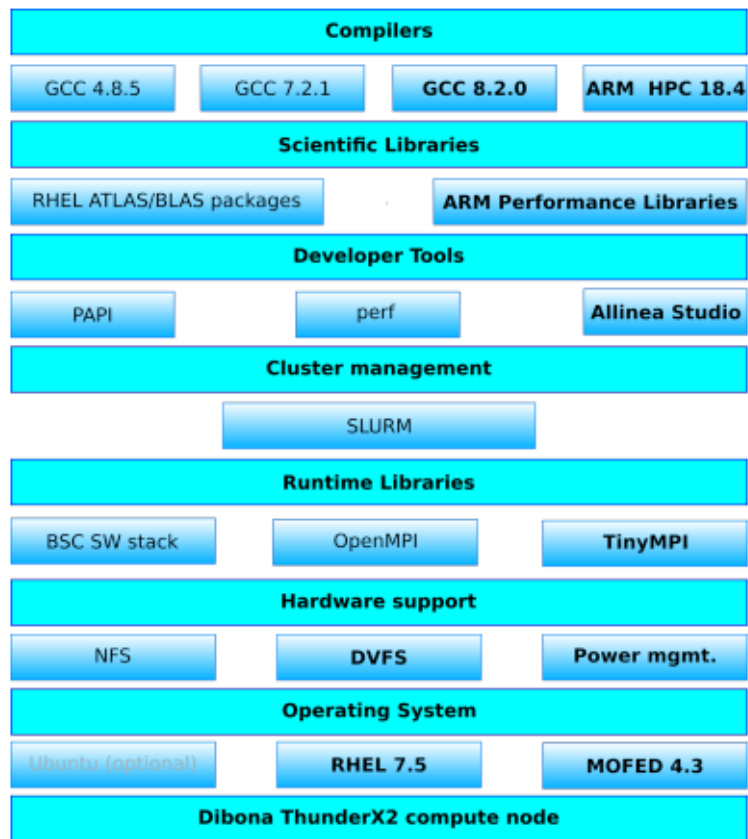 Compilers
GCC 4.8.5 GCC 7.2.1 GCC 8.2.0 ARM HPC 18.4
Scientific Libraries
RHEL ATLAS/BLAS packages ARM Performance Libraries
Developer Tools
PAPI perf Allinea Studio
Cluster management
SLURM
Runtime Libraries
BSC SW stack OpenMPI TinyMPI
Hardware support
NFS DVFS Power mgmt.
Operating System
Ubuntu (optional) RHEL 7.5 MOFED 4.3
Dibona ThunderX2 compute node